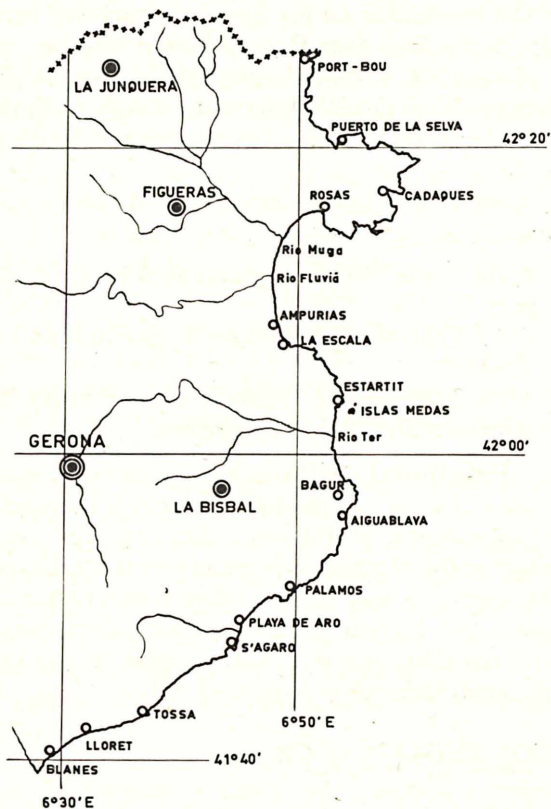 PORT-BOU
LA JUNQUERA
PUERTO DE LA SELVA
42° 20'
FIGUERAS
ROSAS
CADAQUES
Rio Muga
Rio Fluviá
AMPURIAS
LA ESCALA
ESTARTIT
ISLAS MEDAS
Rio Ter
GERONA
42° 00'
LA BISBAL
BAGUR
AIGUABLAVA
PALAMOS
PLAYA DE ARO
S'AGARO
TOSSA
6° 50' E
LLORET
41° 40'
BLANES
6° 30' E